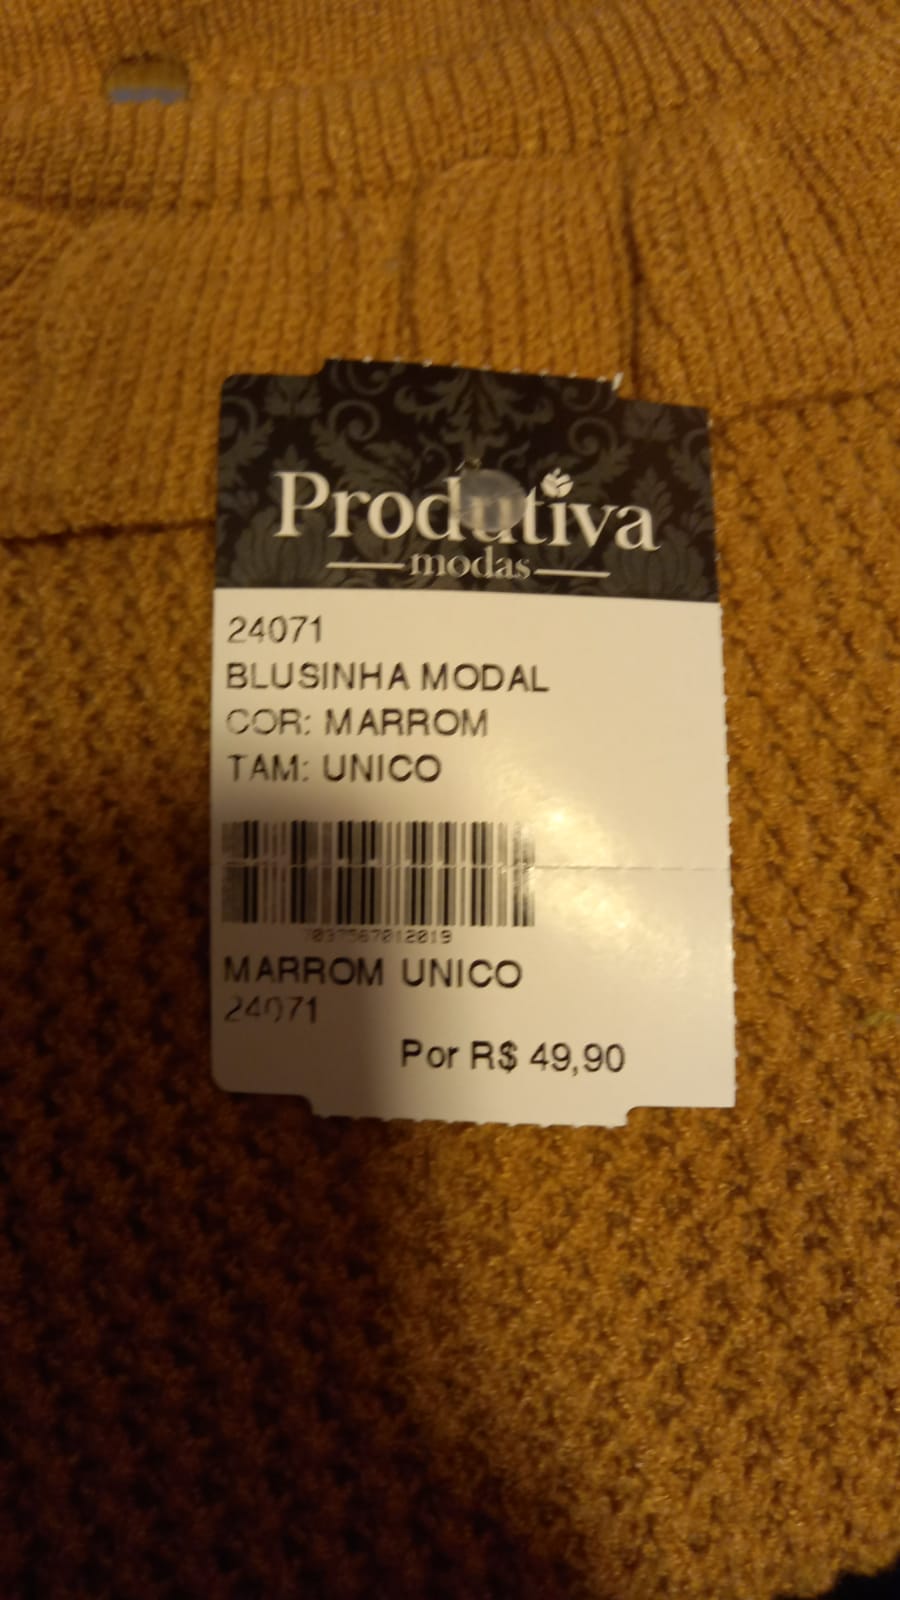 Produtiva
modas
24071
BLUSINHA MODAL
COR: MARROM
TAM: UNICO
MARROM UNICO
24071
Por R$ 49,90